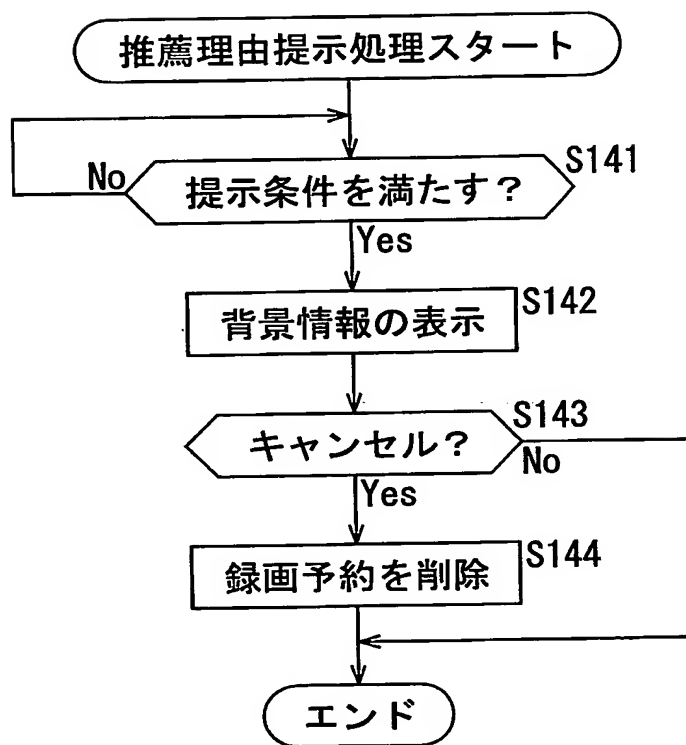 推薦理由提示処理スタート
No
提示条件を満たす?
S141
Yes
背景情報の表示
S142
キャンセル?
S143
No
Yes
録画予約を削除
S144
エンド